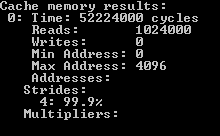 Cache memory results:
0: Time: 52224000 cycles
Reads: 1024000
Writes: 0
Min Address: 0
Max Address: 4096
Addresses:
Strides:
4: 99.9%
Multipliers: